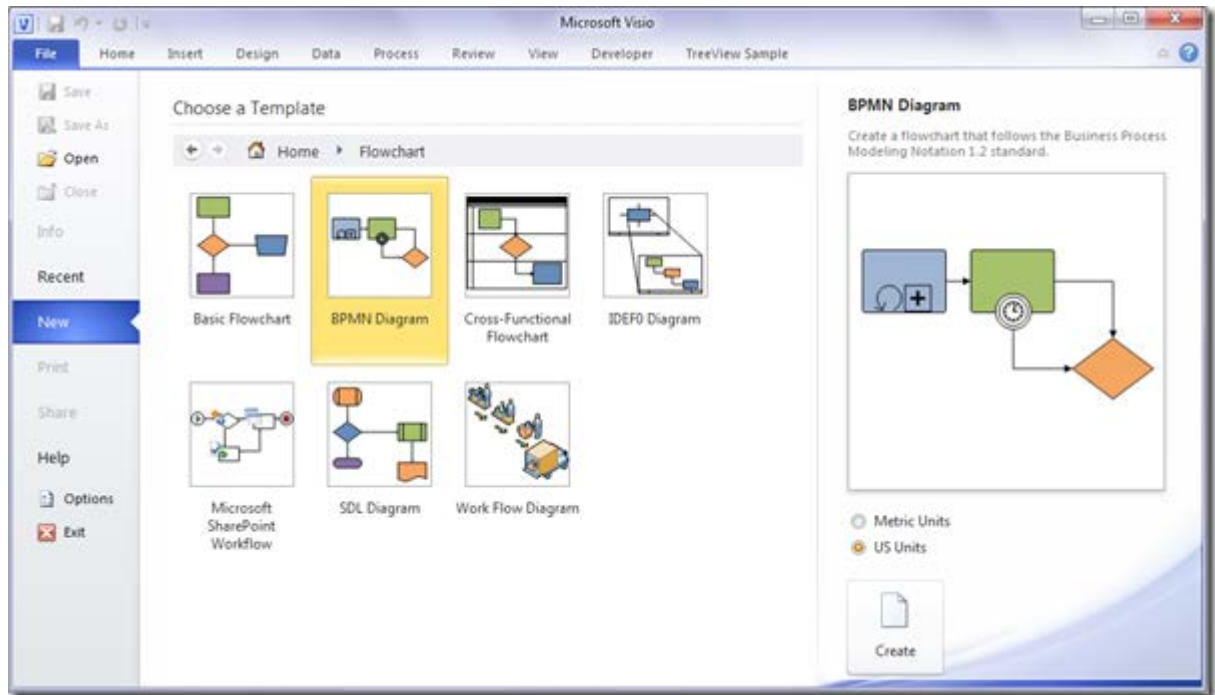 Microsoft Visio
File Home Insert Design Data Process Review View Developer TreeView Sample
Save
Save As
Open
Close
Info
Recent
New
Print
Share
Help
Options
Exit
Choose a Template
Home Flowchart
Basic Flowchart
BPMN Diagram
Cross-Functional
Flowchart
IDEF0 Diagram
Microsoft
SharePoint
Workflow
SDL Diagram
Work Flow Diagram
BPMN Diagram
Create a flowchart that follows the Business Process
Modeling Notation 1.2 standard.
Metric Units
US Units
Create